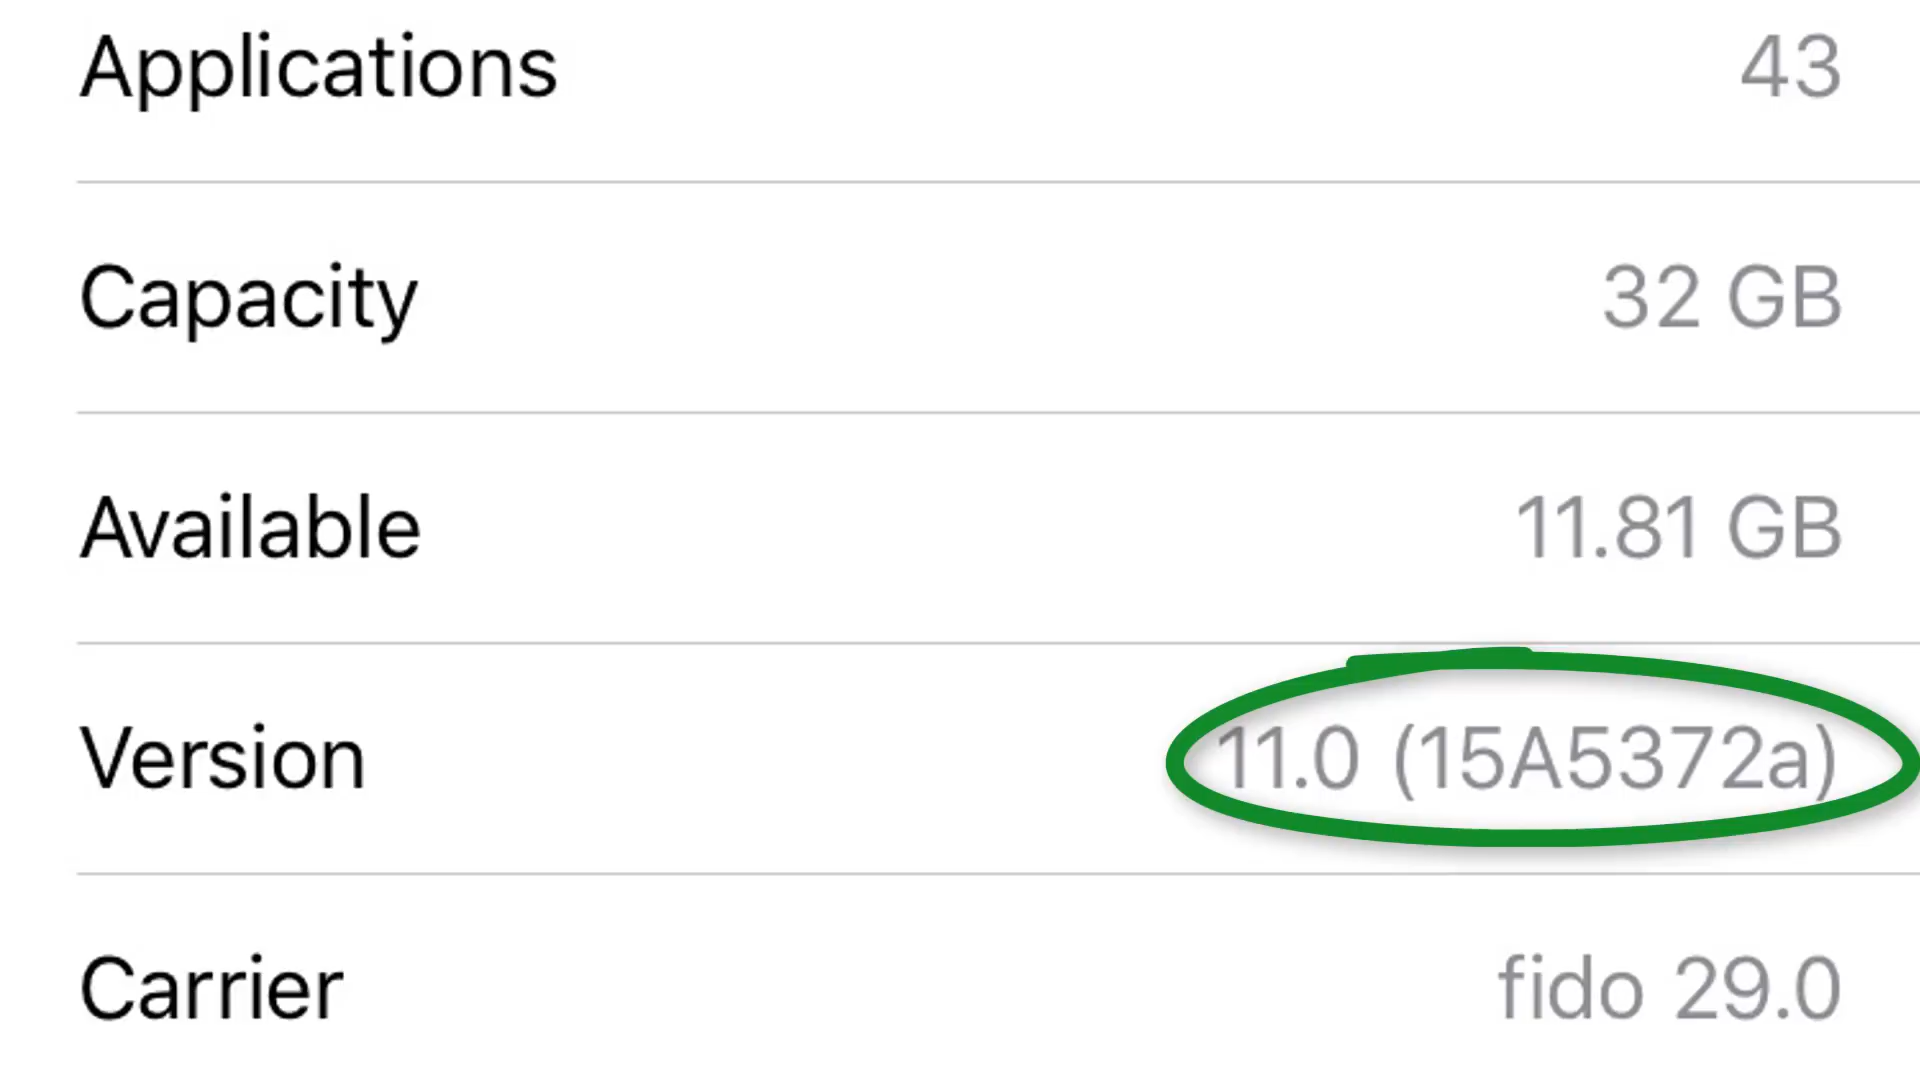 Applications 43
Capacity 32 GB
Available 11.81 GB
Version 11.0 (15A5372a)
Carrier fido 29.0